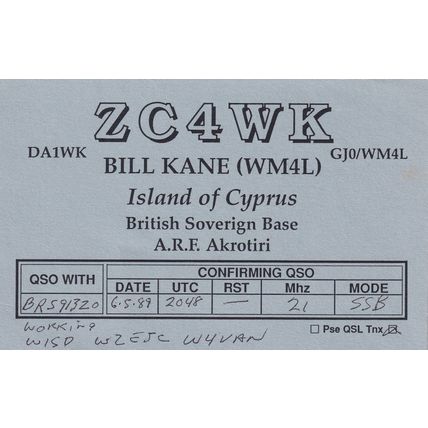 ZC4WK
DA1WK GJ0/WM4L
BILL KANE (WM4L)
Island of Cyprus
British Soverign Base
A.R.F. Akrotiri
QSO WITH CONFIRMING QSO
DATE UTC RST Mhz MODE
BRS91320 6.5.89 2048 — 21 SSB
WORKING ☐ Pse QSL Tnx ☒
W1SD WZEJC W4VAN